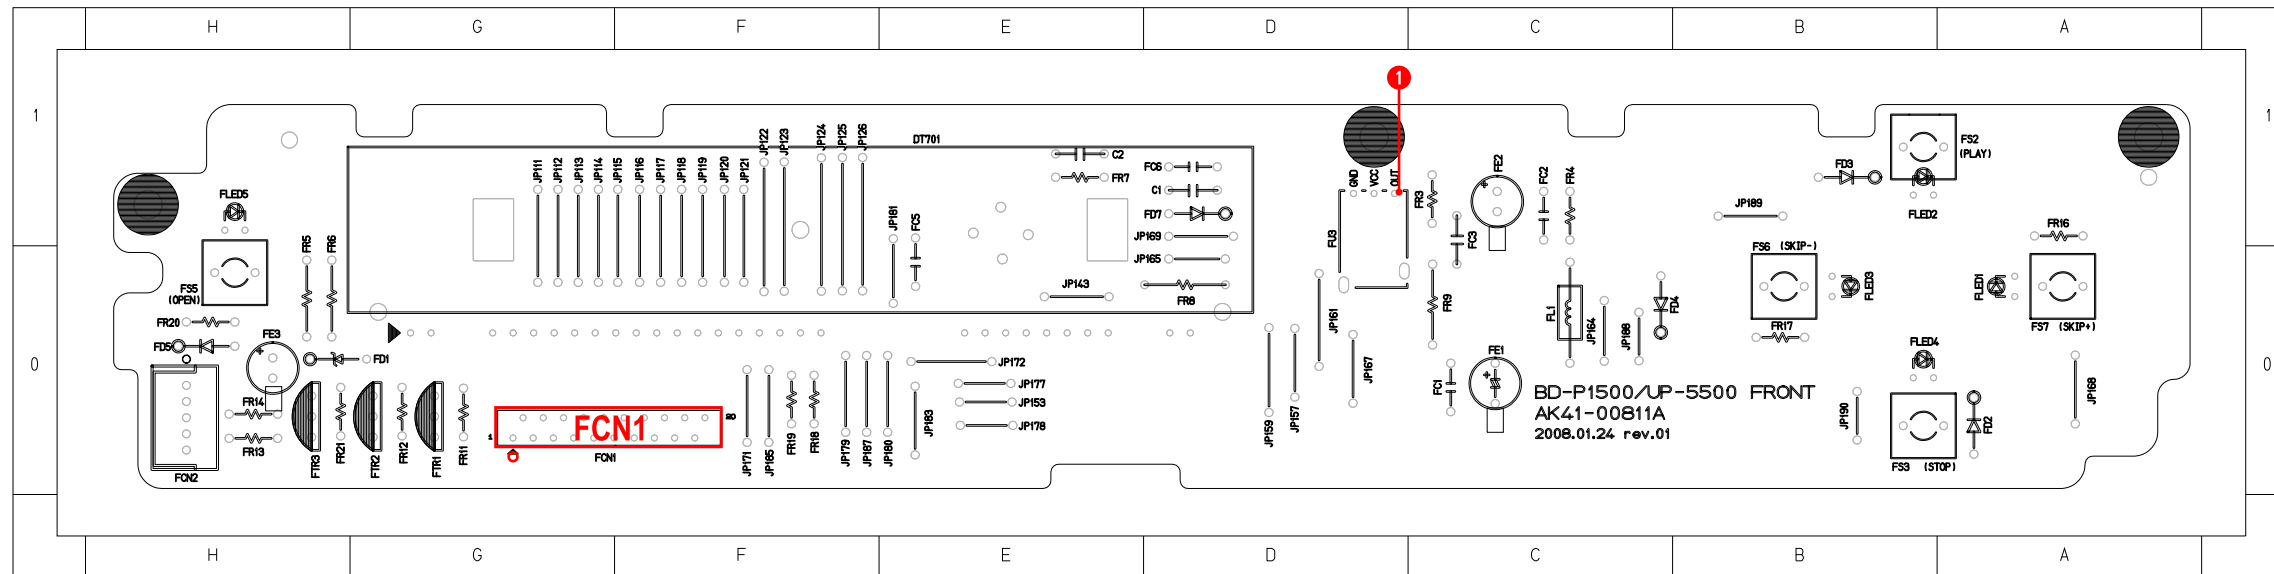 H G F E D C B A
1
1
1
DT701
JP122
JP123
JP124
JP125
JP126
C2
FR7
FC6
C1
FD7
JP169
JP165
FR8
JP111
JP112
JP113
JP114
JP115
JP116
JP117
JP118
JP119
JP120
JP121
JP181
FC5
JP143
GND
VCC
OUT
FU3
FR3
FC3
FE2
FC2
FR4
FD3
FS2
(PLAY)
FLED2
JP189
FR16
FLED5
FS5
(OPEN)
FR5
FR6
FR20
FD5
FE3
FD1
FS6 (SKIP-)
FLED3
FLED1
FS7 (SKIP+)
FR17
FR9
FL1
JP164
JP188
FD4
JP161
JP167
0
0
JP172
JP177
JP153
JP178
JP183
FE1
FC1
FLED4
JP168
BD-P1500/UP-5500 FRONT
AK41-00811A
2008.01.24 rev.01
JP190
FS3 (STOP)
FD2
FR14
FR13
FCN2
FTR3
FR21
FTR2
FR12
FTR1
FR11
FCN1
1
20
FCN1
JP171
JP185
FR19
FR18
JP179
JP187
JP180
JP159
JP157
H G F E D C B A